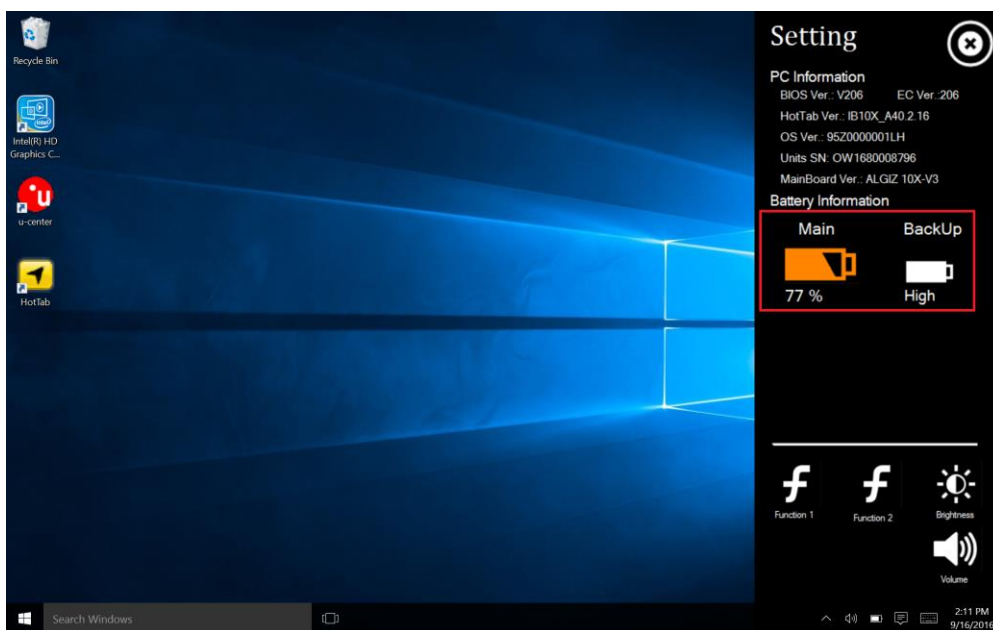 Recycle Bin
Intel(R) HD
Graphics C...
u-center
HotTab
Setting
PC Information
BIOS Ver.: V206 EC Ver.:206
HotTab Ver.: IB10X_A40.2.16
OS Ver.: 95Z0000001LH
Units SN: OW1680008796
MainBoard Ver.: ALGIZ 10X-V3
Battery Information
Main BackUp
77 % High
Function 1 Function 2 Brightness
Volume
Search Windows
2:11 PM
9/16/2016